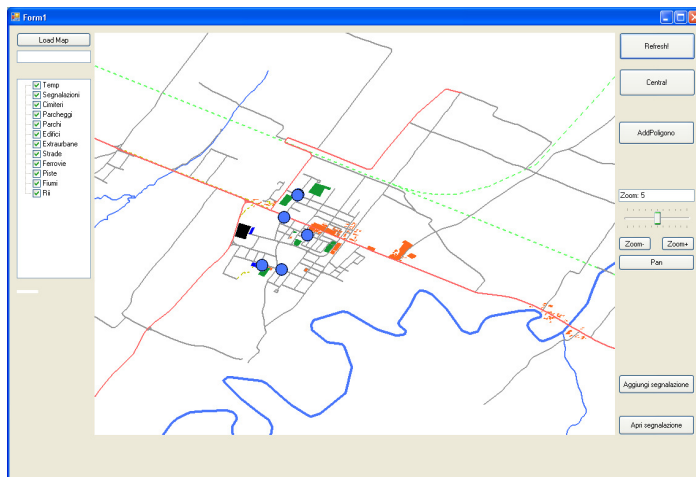 Form1
Load Map
Temp
Segnalazioni
Cimiteri
Parcheggi
Parchi
Edifici
Extraurbane
Strade
Ferrovie
Piste
Fiumi
Rii
Refresh!
Central
AddPoligono
Zoom: 5
Zoom-
Zoom+
Pan
Aggiungi segnalazione
Apri segnalazione